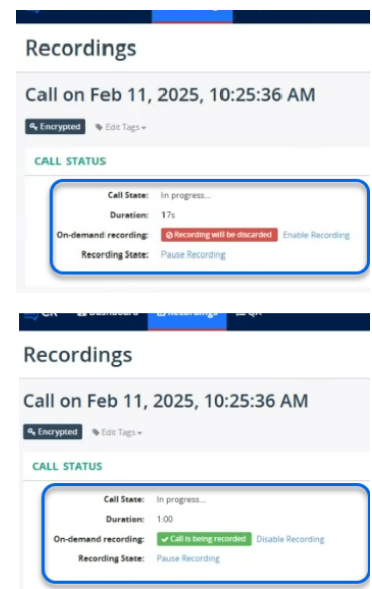 Recordings
Call on Feb 11, 2025, 10:25:36 AM
Encrypted Edit Tags
CALL STATUS
Call State: In progress...
Duration: 17s
On-demand recording: Recording will be discarded Enable Recording
Recording State: Pause Recording
Recordings
Call on Feb 11, 2025, 10:25:36 AM
Encrypted Edit Tags
CALL STATUS
Call State: In progress...
Duration: 1:00
On-demand recording: Call is being recorded Disable Recording
Recording State: Pause Recording